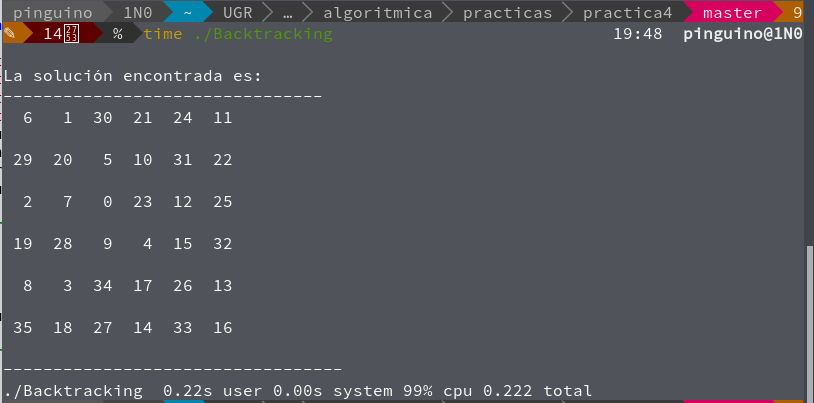 pinguino 1N0 ~ UGR … algoritmica practicas practica4 master 9
14 % time ./Backtracking 19:48 pinguino@1N0
La solución encontrada es:
--------------------------------
6 1 30 21 24 11
29 20 5 10 31 22
2 7 0 23 12 25
19 28 9 4 15 32
8 3 34 17 26 13
35 18 27 14 33 16
----------------------------------
./Backtracking 0.22s user 0.00s system 99% cpu 0.222 total